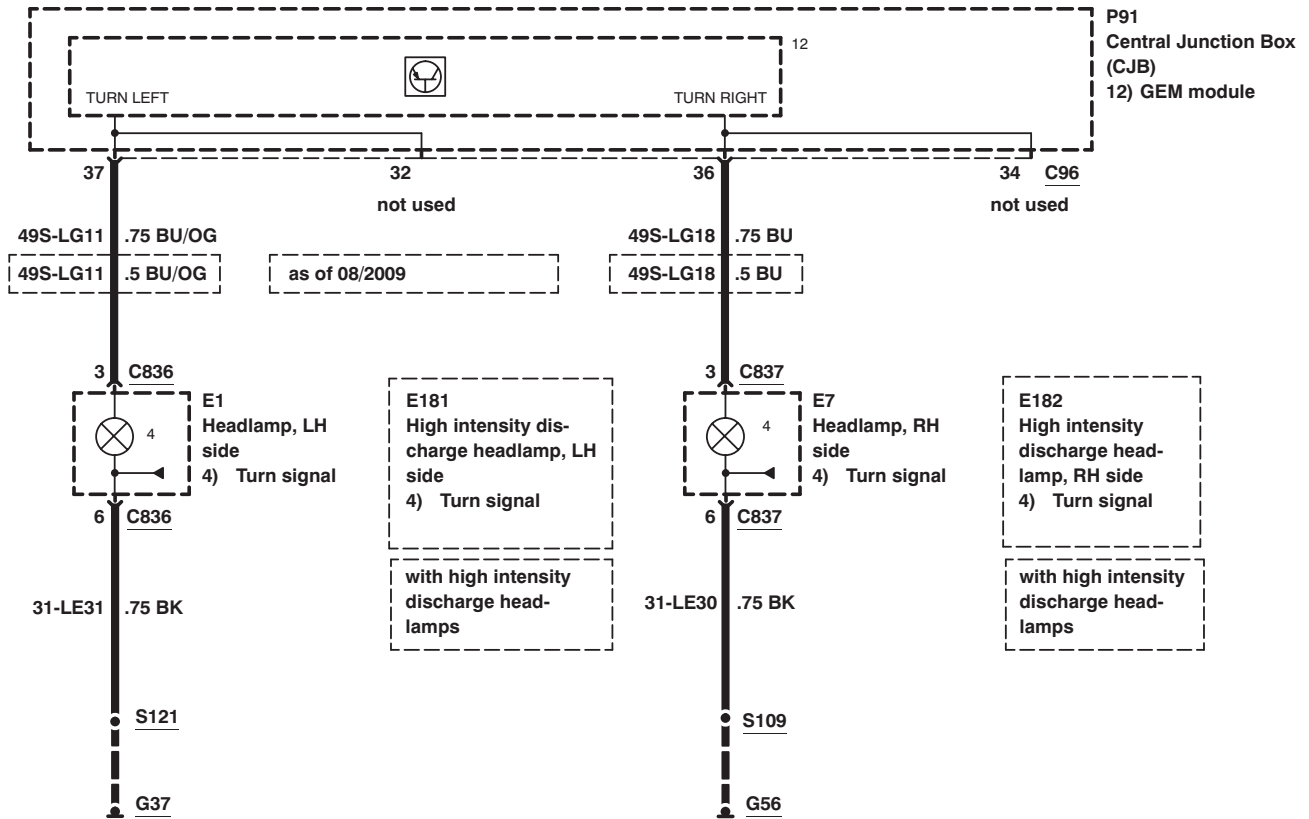 P91
Central Junction Box
(CJB)
12) GEM module
12
TURN LEFT
TURN RIGHT
37
32
36
34
C96
not used
not used
49S-LG11 .75 BU/OG
49S-LG18 .75 BU
49S-LG11 .5 BU/OG
as of 08/2009
49S-LG18 .5 BU
3 C836
3 C837
E1
Headlamp, LH
side
4) Turn signal
4
E181
High intensity dis-
charge headlamp, LH
side
4) Turn signal
E7
Headlamp, RH
side
4) Turn signal
4
E182
High intensity
discharge head-
lamp, RH side
4) Turn signal
6 C836
6 C837
with high intensity
discharge head-
lamps
with high intensity
discharge head-
lamps
31-LE31 .75 BK
31-LE30 .75 BK
S121
S109
G37
G56